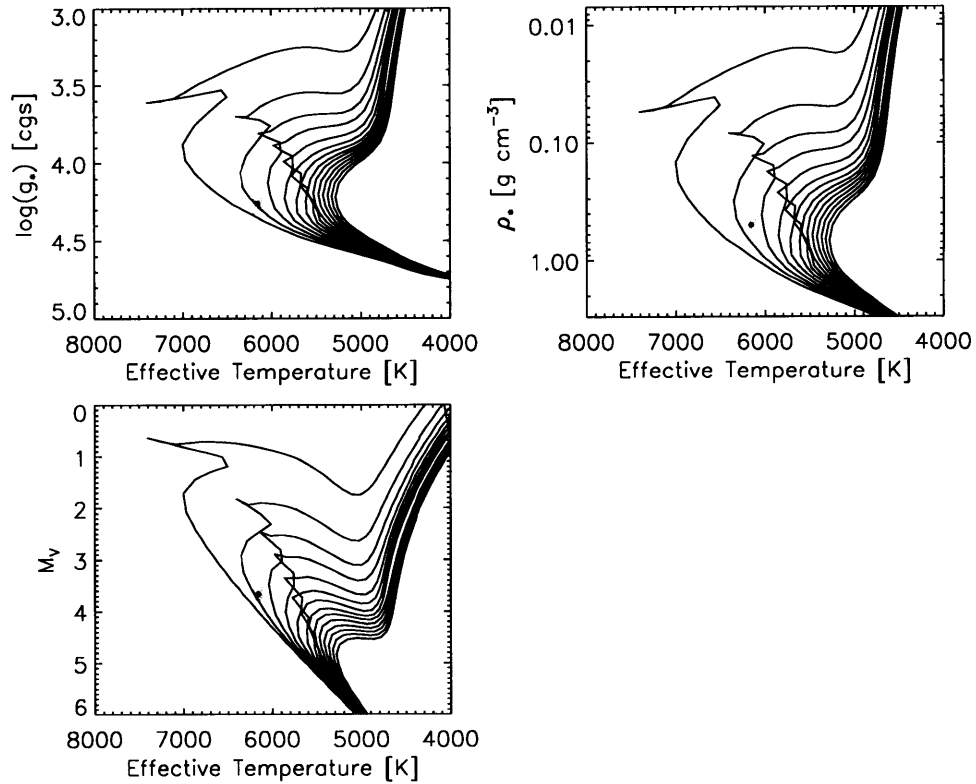 3.0
3.5
4.0
4.5
5.0
log(g*) [cgs]
8000 7000 6000 5000 4000
Effective Temperature [K]
0.01
0.10
1.00
ρ* [g cm⁻³]
8000 7000 6000 5000 4000
Effective Temperature [K]
0
1
2
3
4
5
6
Mv
8000 7000 6000 5000 4000
Effective Temperature [K]